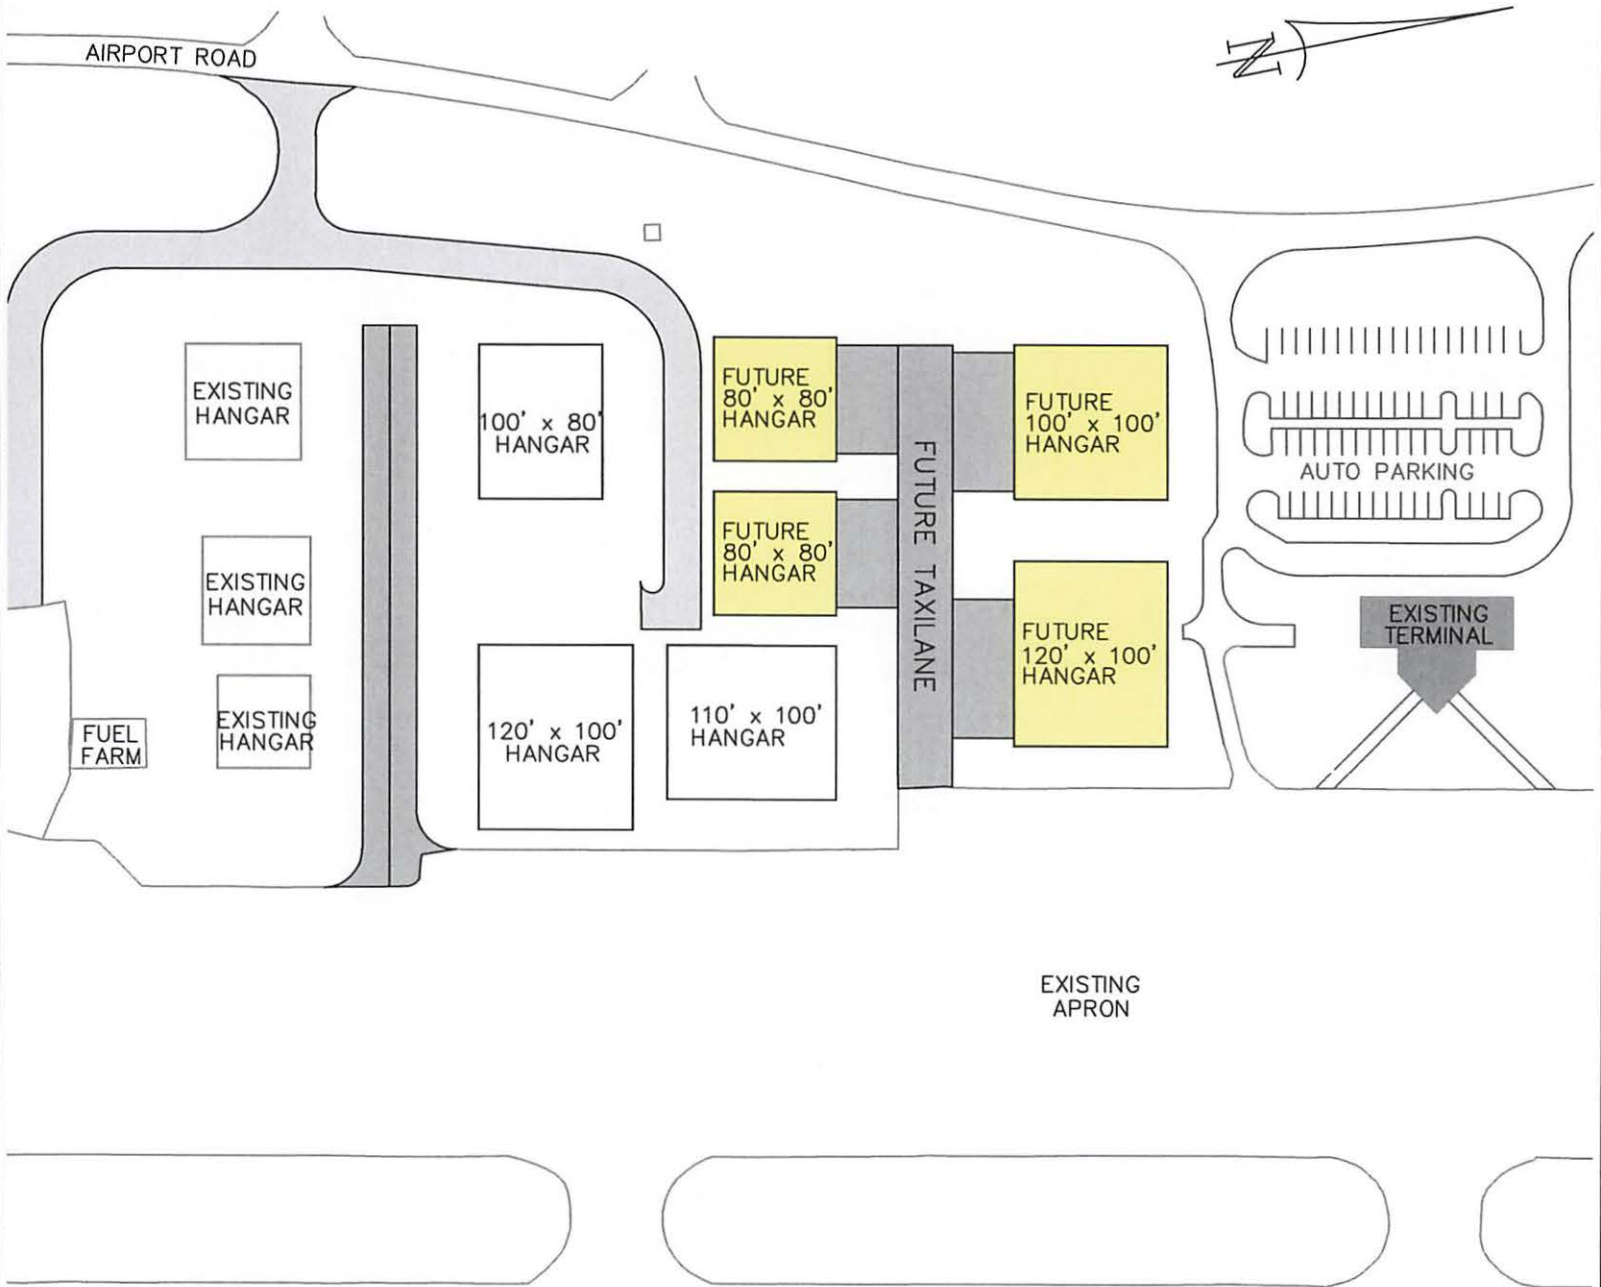 AIRPORT ROAD
N
EXISTING
HANGAR
100' x 80'
HANGAR
FUTURE
80' x 80'
HANGAR
FUTURE
100' x 100'
HANGAR
AUTO PARKING
EXISTING
HANGAR
FUTURE
80' x 80'
HANGAR
FUTURE TAXILANE
FUTURE
120' x 100'
HANGAR
EXISTING
TERMINAL
FUEL
FARM
EXISTING
HANGAR
120' x 100'
HANGAR
110' x 100'
HANGAR
EXISTING
APRON